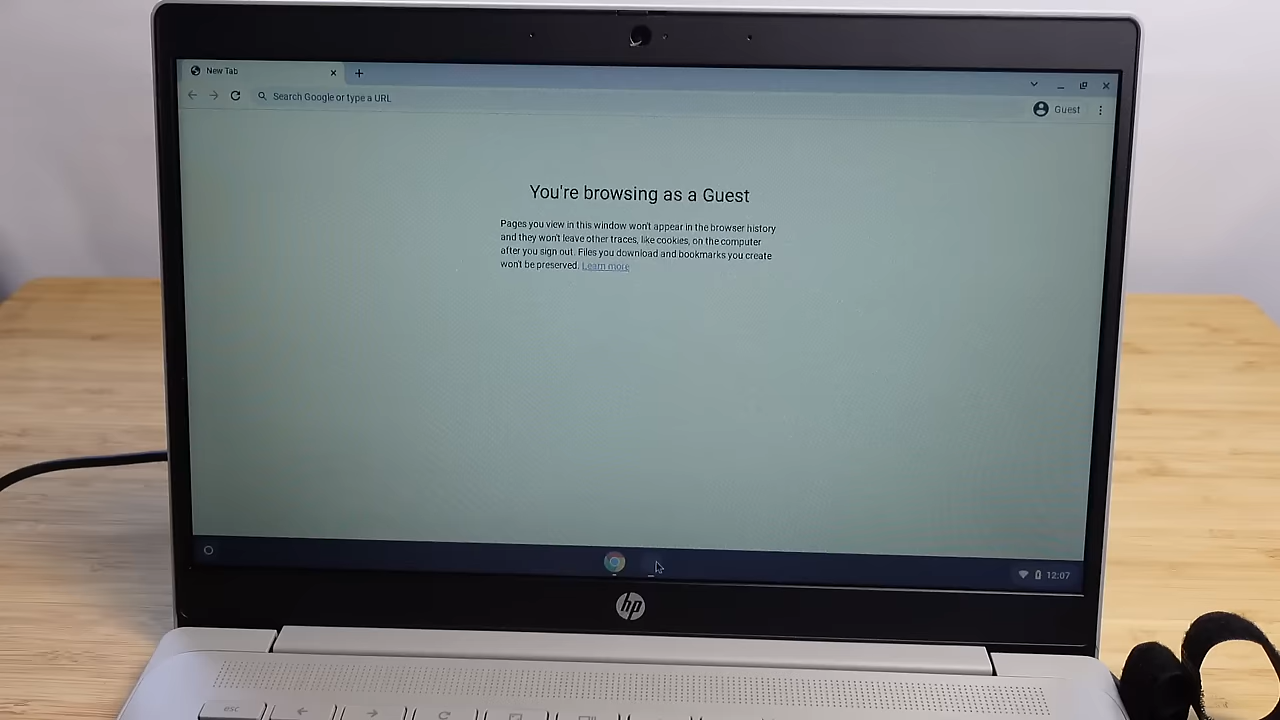 New Tab
Search Google or type a URL
Guest
You're browsing as a Guest
Pages you view in this window won't appear in the browser history
and they won't leave other traces, like cookies, on the computer
after you sign out. Files you download and bookmarks you create
won't be preserved. Learn more
12:07
hp
esc